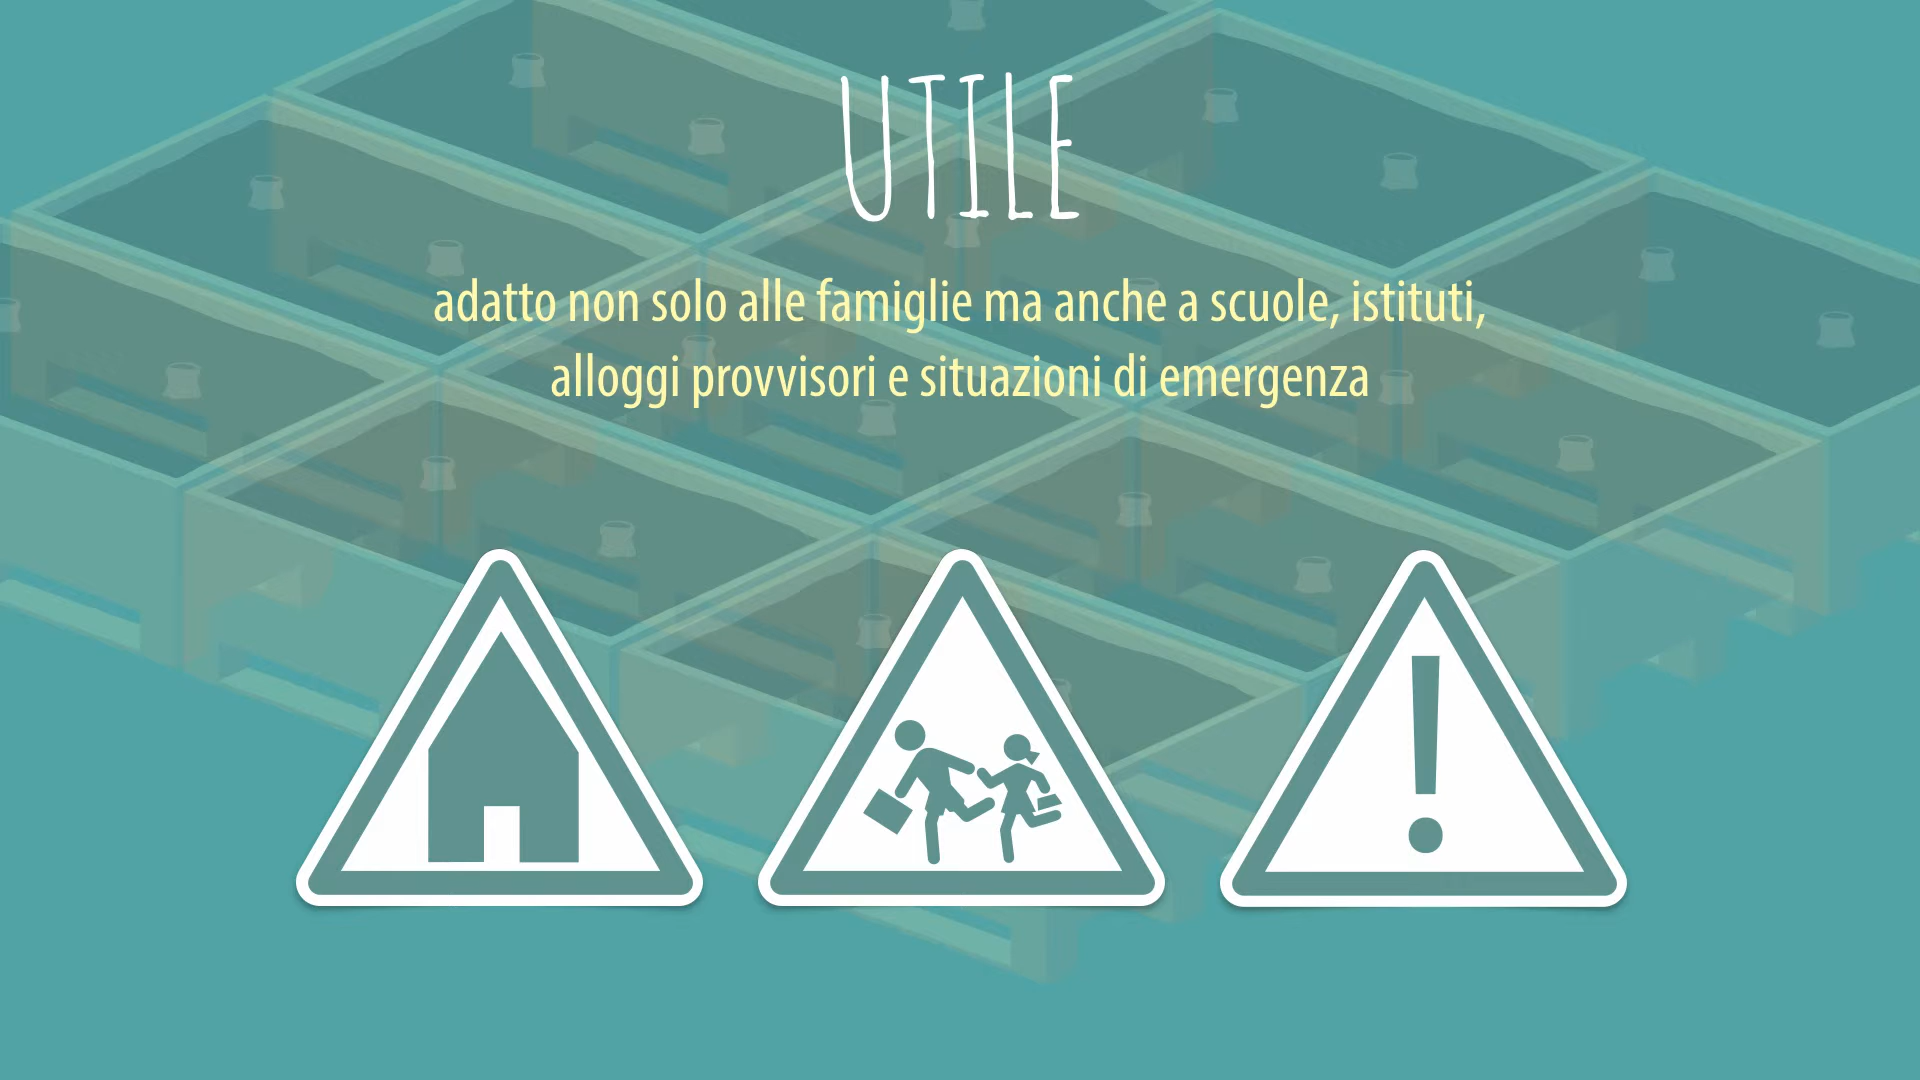 UTILE
adatto non solo alle famiglie ma anche a scuole, istituti,
alloggi provvisori e situazioni di emergenza
!